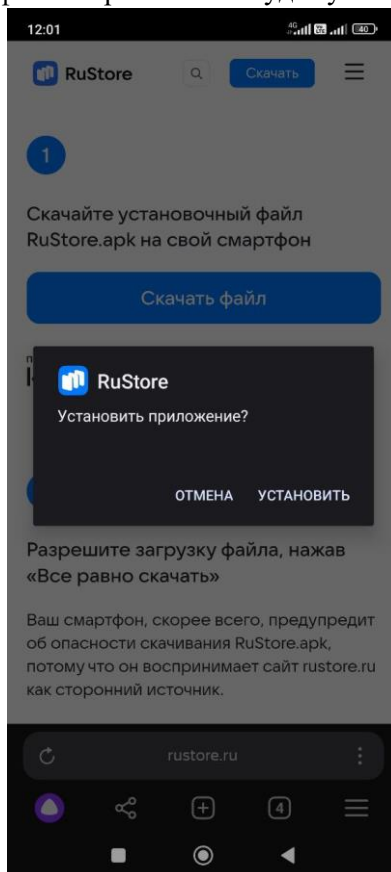 12:01
4G
40
RuStore
Скачать
1
Скачайте установочный файл
RuStore.apk на свой смартфон
Скачать файл
RuStore
Установить приложение?
ОТМЕНА УСТАНОВИТЬ
Разрешите загрузку файла, нажав
«Все равно скачать»
Ваш смартфон, скорее всего, предупредит
об опасности скачивания RuStore.apk,
потому что он воспринимает сайт rustore.ru
как сторонний источник.
rustore.ru
4